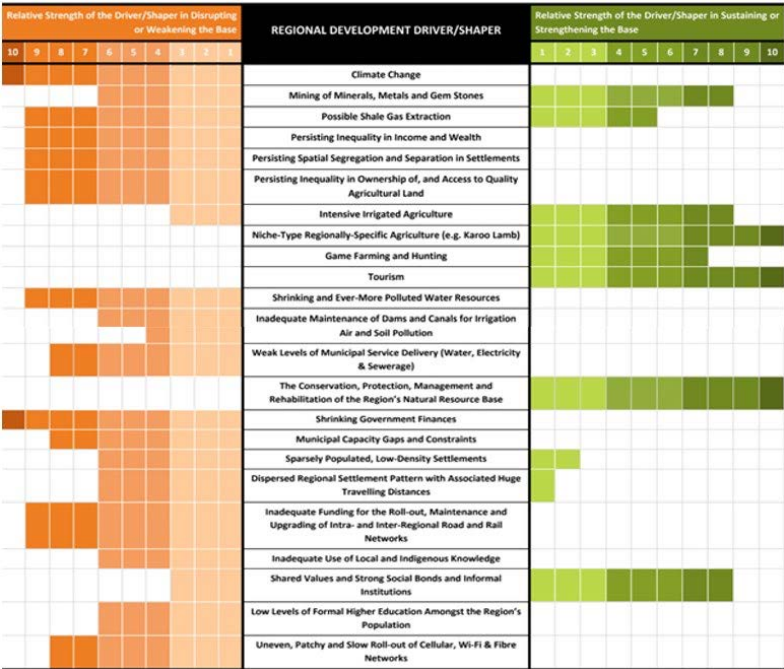 Relative Strength of the Driver/Shaper in Disrupting
or Weakening the Base
REGIONAL DEVELOPMENT DRIVER/SHAPER
Relative Strength of the Driver/Shaper in Sustaining or
Strengthening the Base
10 9 8 7 6 5 4 3 2 1
1 2 3 4 5 6 7 8 9 10
Climate Change
Mining of Minerals, Metals and Gem Stones
Possible Shale Gas Extraction
Persisting Inequality in Income and Wealth
Persisting Spatial Segregation and Separation in Settlements
Persisting Inequality in Ownership of, and Access to Quality
Agricultural Land
Intensive Irrigated Agriculture
Niche-Type Regionally-Specific Agriculture (e.g. Karoo Lamb)
Game Farming and Hunting
Tourism
Shrinking and Ever-More Polluted Water Resources
Inadequate Maintenance of Dams and Canals for Irrigation
Air and Soil Pollution
Weak Levels of Municipal Service Delivery (Water, Electricity
& Sewerage)
The Conservation, Protection, Management and
Rehabilitation of the Region's Natural Resource Base
Shrinking Government Finances
Municipal Capacity Gaps and Constraints
Sparsely Populated, Low-Density Settlements
Dispersed Regional Settlement Pattern with Associated Huge
Travelling Distances
Inadequate Funding for the Roll-out, Maintenance and
Upgrading of Intra- and Inter-Regional Road and Rail
Networks
Inadequate Use of Local and Indigenous Knowledge
Shared Values and Strong Social Bonds and Informal
Institutions
Low Levels of Formal Higher Education Amongst the Region's
Population
Uneven, Patchy and Slow Roll-out of Cellular, Wi-Fi & Fibre
Networks